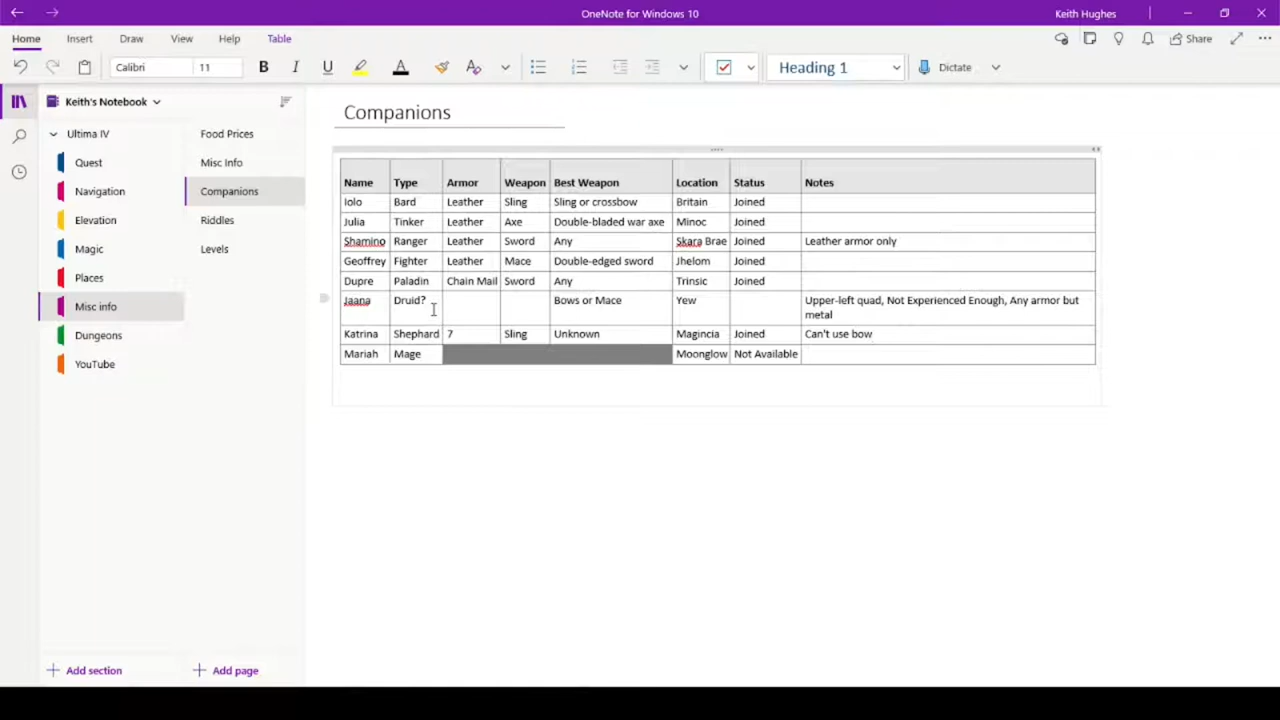 OneNote for Windows 10
Keith Hughes
Home Insert Draw View Help Table
Share
Calibri 11 B I U A Heading 1 Dictate
Keith's Notebook
Ultima IV
Quest
Navigation
Elevation
Magic
Places
Misc info
Dungeons
YouTube
Add section
Food Prices
Misc Info
Companions
Riddles
Levels
Add page
Companions
Name Type Armor Weapon Best Weapon Location Status Notes
Iolo Bard Leather Sling Sling or crossbow Britain Joined
Julia Tinker Leather Axe Double-bladed war axe Minoc Joined
Shamino Ranger Leather Sword Any Skara Brae Joined Leather armor only
Geoffrey Fighter Leather Mace Double-edged sword Jhelom Joined
Dupre Paladin Chain Mail Sword Any Trinsic Joined
Jaana Druid? Bows or Mace Yew Upper-left quad, Not Experienced Enough, Any armor but
metal
Katrina Shephard 7 Sling Unknown Magincia Joined Can't use bow
Mariah Mage Moonglow Not Available